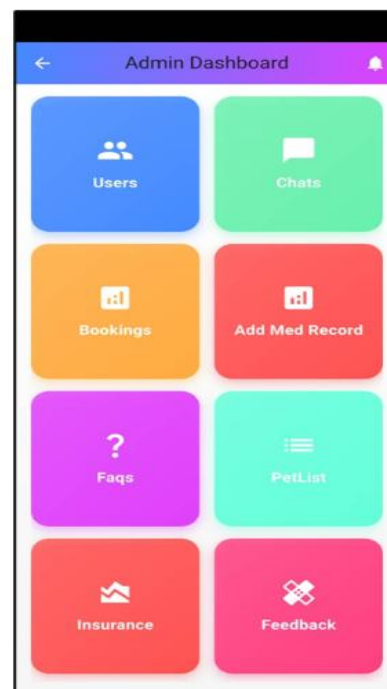 Admin Dashboard
Users
Chats
Bookings
Add Med Record
?
Faqs
PetList
Insurance
Feedback